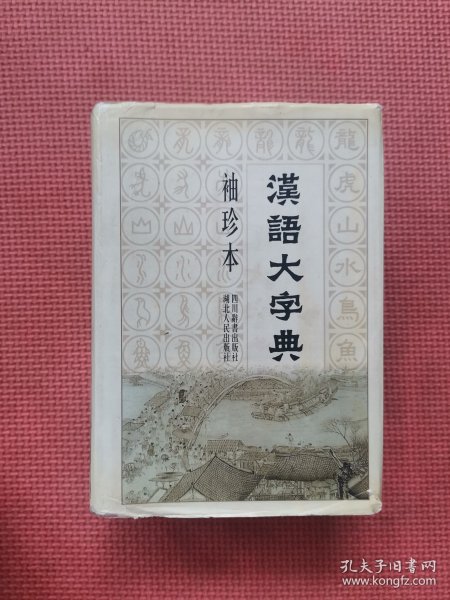 漢語大字典
袖珍本
四川辭書出版社
湖北人民出版社
龍
虎
山
水
鳥
魚
孔夫子旧书网
www.kongfz.com